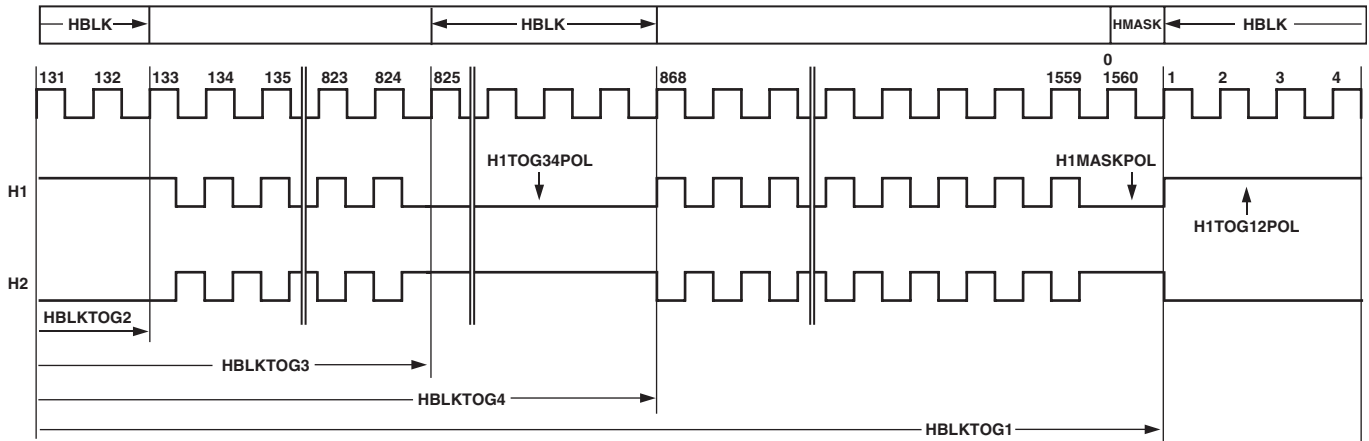 HBLK HBLK HMASK HBLK
0
131 132 133 134 135 823 824 825 868 1559 1560 1 2 3 4
H1TOG34POL H1MASKPOL
H1
H1TOG12POL
H2
HBLKTOG2
HBLKTOG3
HBLKTOG4
HBLKTOG1